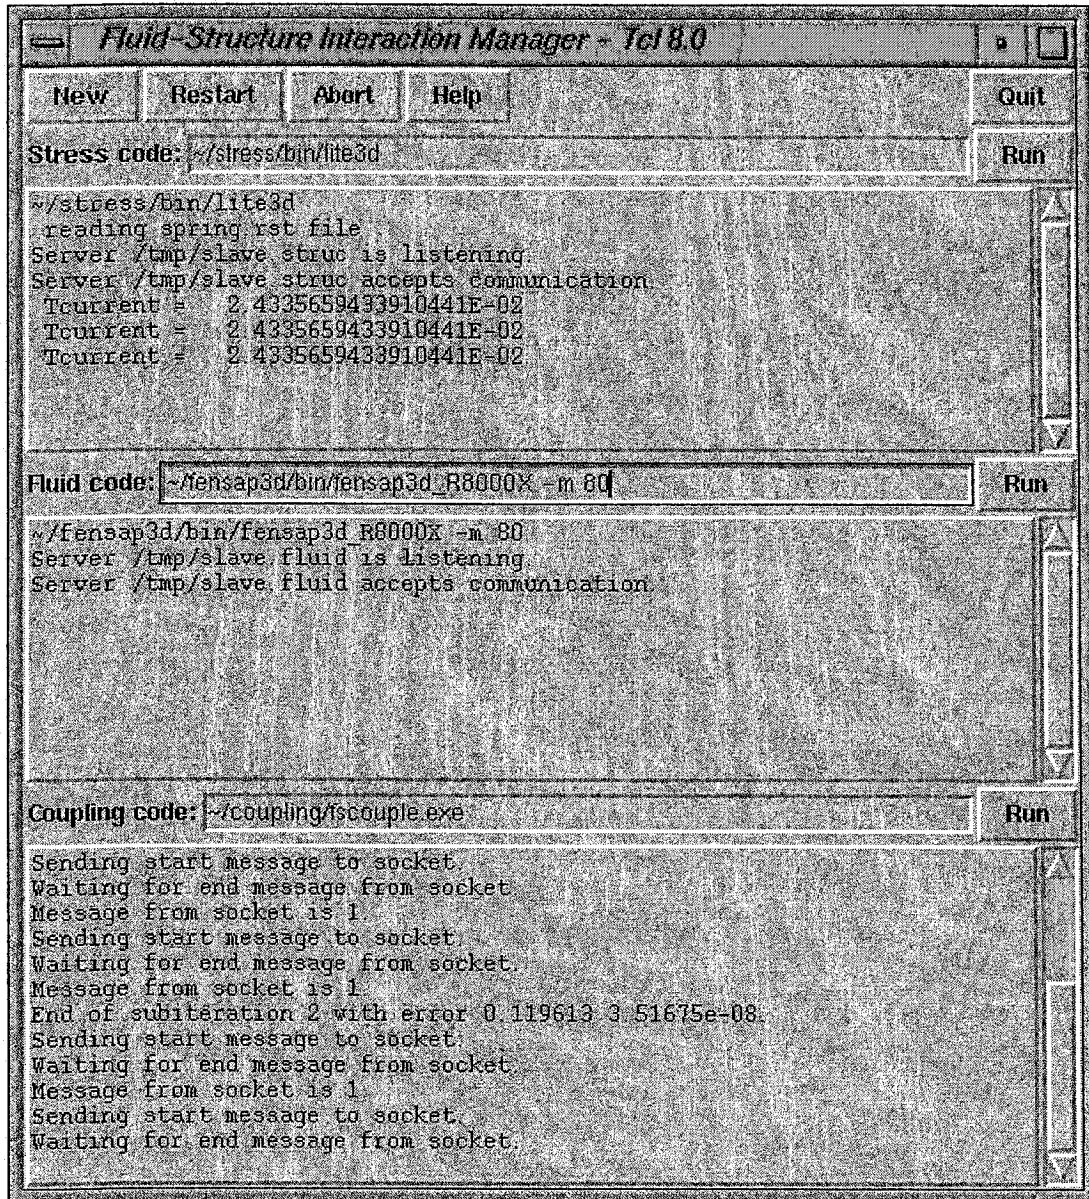 Fluid-Structure Interaction Manager - Tcl 8.0
New Restart Abort Help Quit
Stress code: ~/stress/bin/lite3d Run
~/stress/bin/lite3d
reading spring rst file
Server /tmp/slave.struc is listening.
Server /tmp/slave.struc accepts communication.
Tcurrent = 2.4335659433910441E-02
Tcurrent = 2.4335659433910441E-02
Tcurrent = 2.4335659433910441E-02
Fluid code: ~/fensap3d/bin/fensap3d_R8000X -m 80 Run
~/fensap3d/bin/fensap3d_R8000X -m 80
Server /tmp/slave.fluid is listening.
Server /tmp/slave.fluid accepts communication.
Coupling code: ~/coupling/fscouple.exe Run
Sending start message to socket.
Waiting for end message from socket.
Message from socket is 1.
Sending start message to socket.
Waiting for end message from socket.
Message from socket is 1.
End of subiteration 2 with error 0.119613 3.51675e-08.
Sending start message to socket.
Waiting for end message from socket.
Message from socket is 1.
Sending start message to socket.
Waiting for end message from socket.